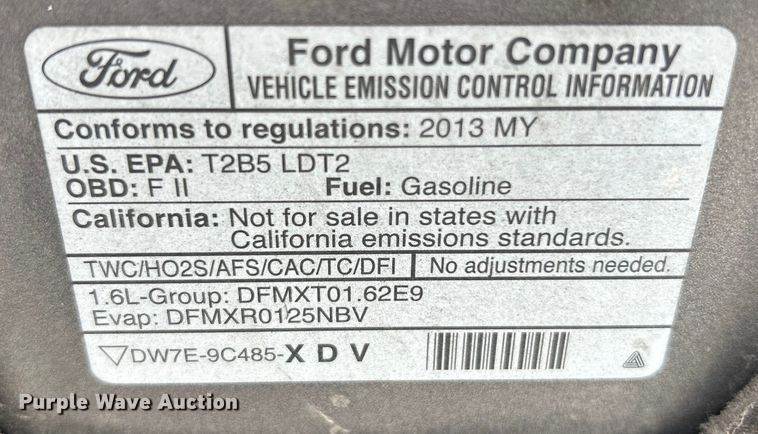 Ford
Ford Motor Company
VEHICLE EMISSION CONTROL INFORMATION
Conforms to regulations: 2013 MY
U.S. EPA: T2B5 LDT2
OBD: F II Fuel: Gasoline
California: Not for sale in states with
California emissions standards.
TWC/HO2S/AFS/CAC/TC/DFI No adjustments needed.
1.6L-Group: DFMXT01.62E9
Evap: DFMXR0125NBV
DW7E-9C485-X D V
Purple Wave Auction